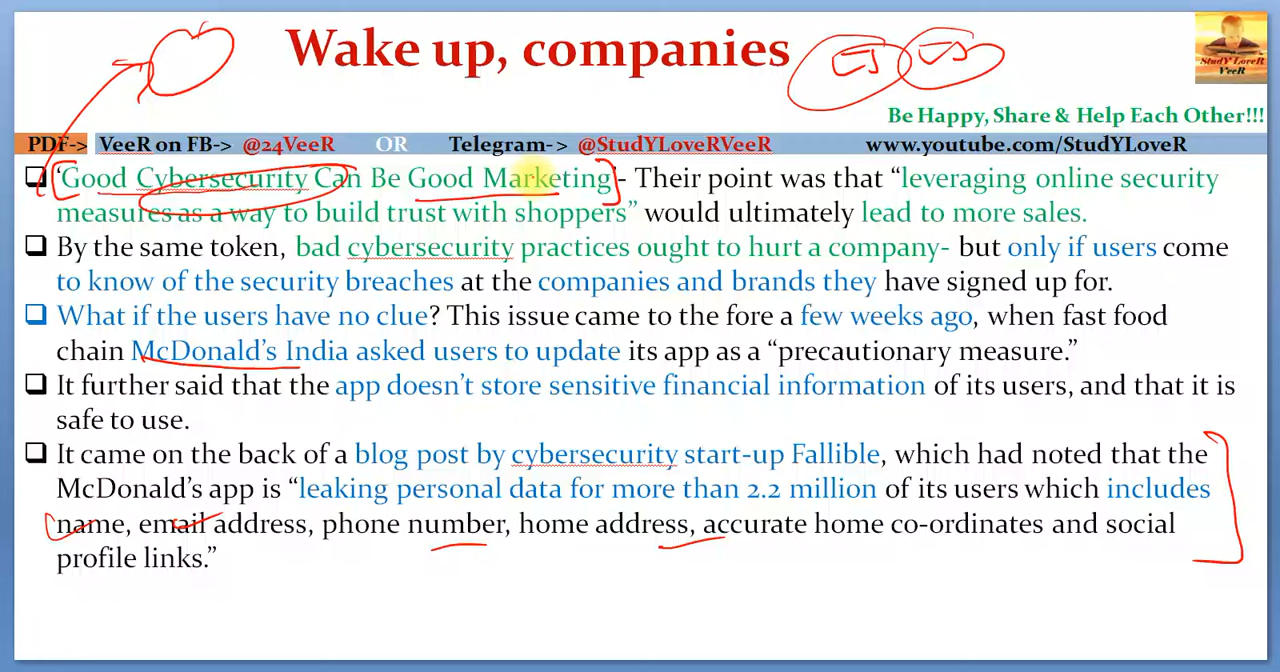 Wake up, companies
StudY LoveR
VeeR
Be Happy, Share & Help Each Other!!!
PDF-> VeeR on FB-> @24VeeR OR Telegram-> @StudYLoveRVeeR www.youtube.com/StudYLoveR
❑ ‘Good Cybersecurity Can Be Good Marketing’- Their point was that “leveraging online security
measures as a way to build trust with shoppers” would ultimately lead to more sales.
❑ By the same token, bad cybersecurity practices ought to hurt a company- but only if users come
to know of the security breaches at the companies and brands they have signed up for.
❑ What if the users have no clue? This issue came to the fore a few weeks ago, when fast food
chain McDonald’s India asked users to update its app as a “precautionary measure.”
❑ It further said that the app doesn’t store sensitive financial information of its users, and that it is
safe to use.
❑ It came on the back of a blog post by cybersecurity start-up Fallible, which had noted that the
McDonald’s app is “leaking personal data for more than 2.2 million of its users which includes
name, email address, phone number, home address, accurate home co-ordinates and social
profile links.”